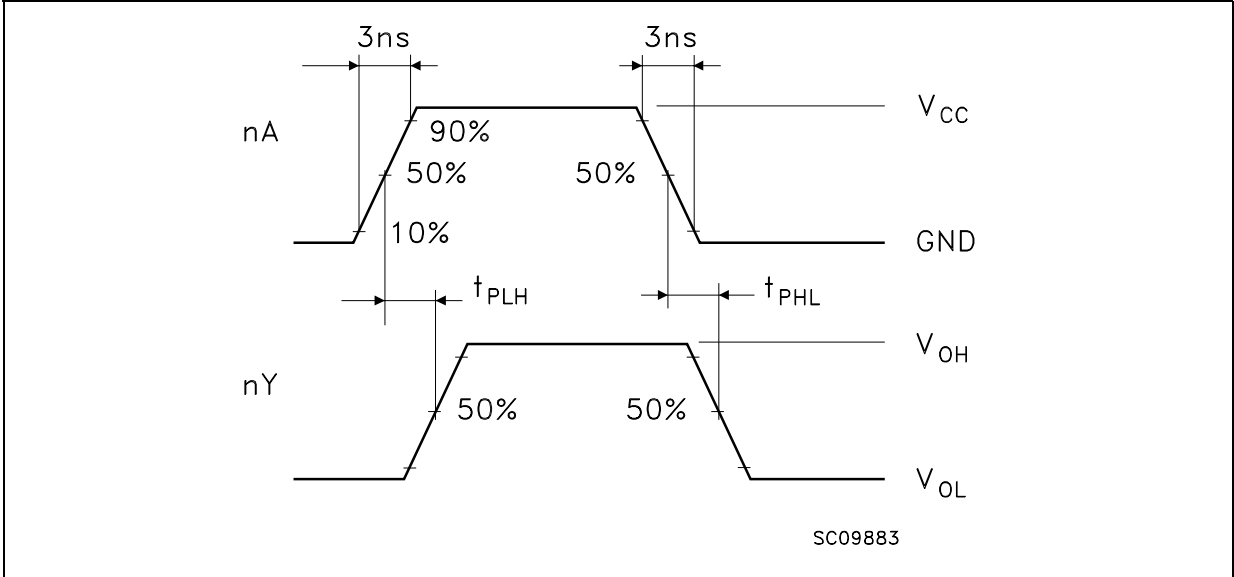 3ns
3ns
V_CC
nA
90%
50%
50%
10%
GND
t_PLH
t_PHL
V_OH
nY
50%
50%
V_OL
SC09883